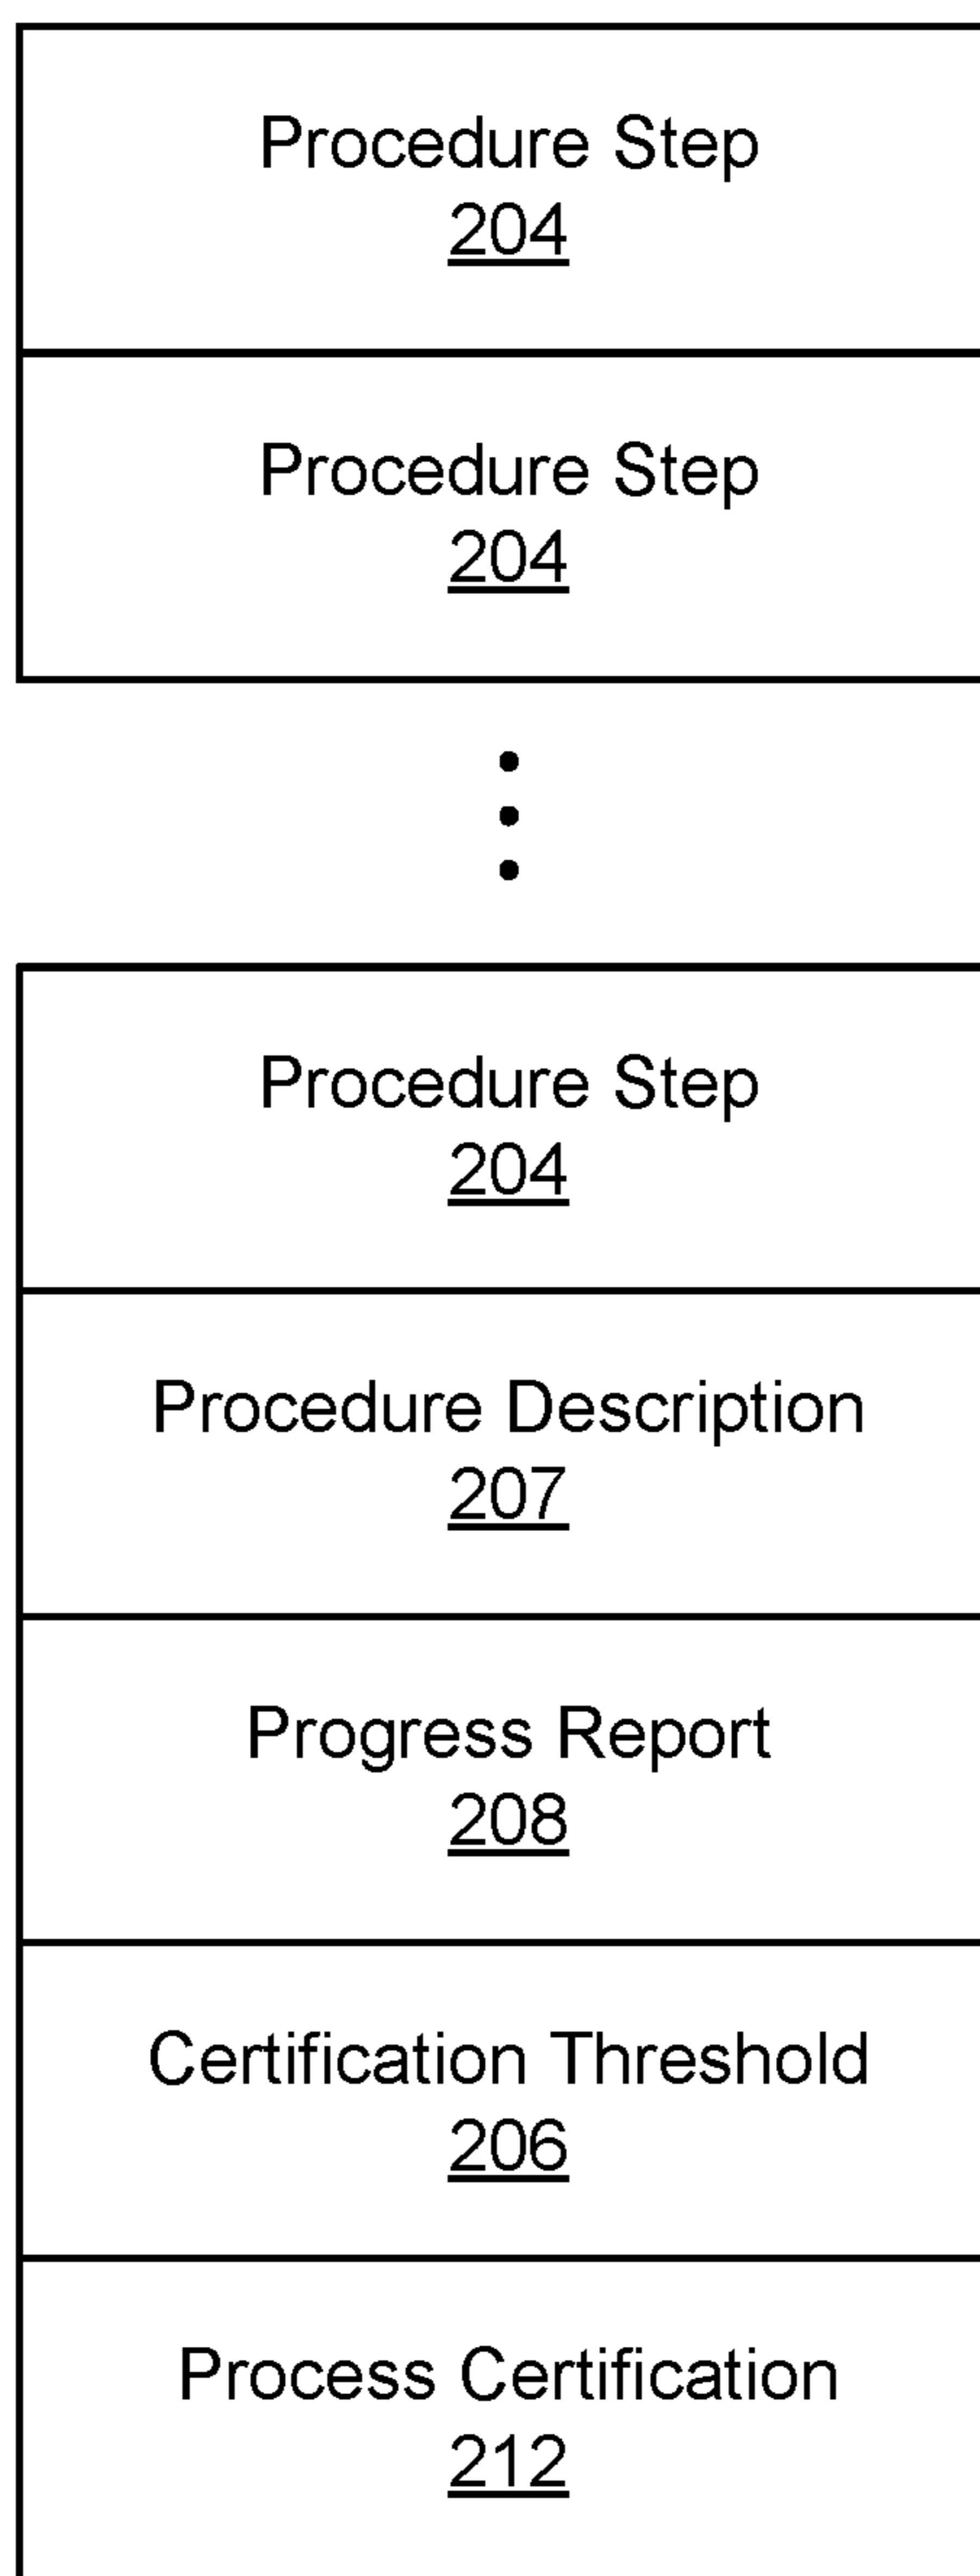 Procedure Step
204
Procedure Step
204
Procedure Step
204
Procedure Description
207
Progress Report
208
Certification Threshold
206
Process Certification
212